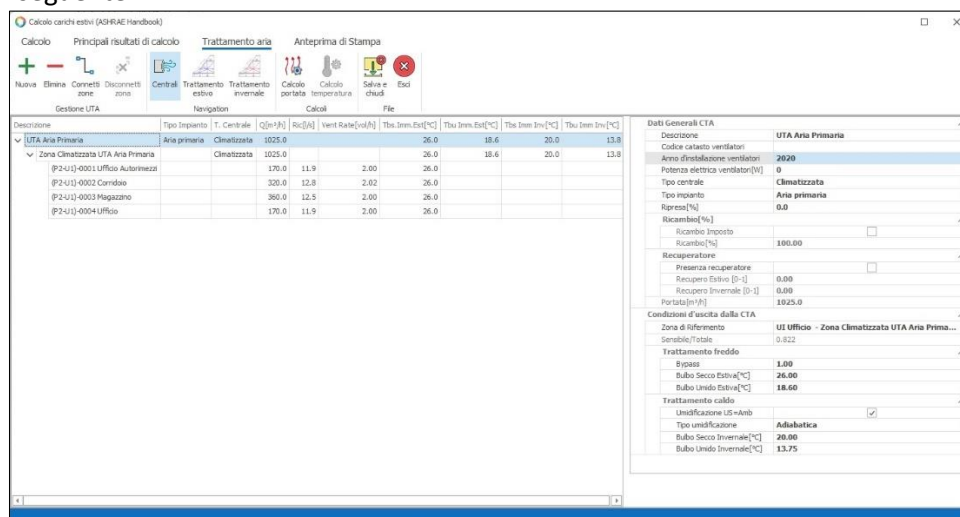 seguente
Calcolo carichi estivi (ASHRAE Handbook)
Calcolo Principali risultati di calcolo Trattamento aria Anteprima di Stampa
Nuova Elimina Connetti zone Disconnetti zona Centrali Trattamento estivo Trattamento invernale Calcolo portata Calcolo temperatura Salva e chiudi Esci
Gestione UTA Navigation Calcoli File
Descrizione Tipo Impianto T. Centrale Q[m³/h] Ric[l/s] Vent Rate[vol/h] Tbs.Imm.Est[°C] Tbu Imm.Est[°C] Tbs Imm Inv[°C] Tbu Imm Inv[°C]
UTA Aria Primaria Aria primaria Climatizzata 1025.0 26.0 18.6 20.0 13.8
Zona Climatizzata UTA Aria Primaria Climatizzata 1025.0 26.0 18.6 20.0 13.8
(P2-U1)-0001 Ufficio Autorimezzi 170.0 11.9 2.00 26.0
(P2-U1)-0002 Corridoio 320.0 12.8 2.02 26.0
(P2-U1)-0003 Magazzino 360.0 12.5 2.00 26.0
(P2-U1)-0004 Ufficio 170.0 11.9 2.00 26.0
Dati Generali CTA
Descrizione UTA Aria Primaria
Codice catasto ventilatori
Anno d'installazione ventilatori 2020
Potenza elettrica ventilatori[W] 0
Tipo centrale Climatizzata
Tipo impianto Aria primaria
Ripresa[%] 0.0
Ricambio[%]
Ricambio Imposto
Ricambio[%] 100.00
Recuperatore
Presenza recuperatore
Recupero Estivo [0-1] 0.00
Recupero Invernale [0-1] 0.00
Portata[m³/h] 1025.0
Condizioni d'uscita dalla CTA
Zona di Riferimento UI Ufficio - Zona Climatizzata UTA Aria Prima...
Sensibile/Totale 0.822
Trattamento freddo
Bypass 1.00
Bulbo Secco Estiva[°C] 26.00
Bulbo Umido Estiva[°C] 18.60
Trattamento caldo
Umidificazione US=Amb
Tipo umidificazione Adiabatica
Bulbo Secco Invernale[°C] 20.00
Bulbo Umido Invernale[°C] 13.75